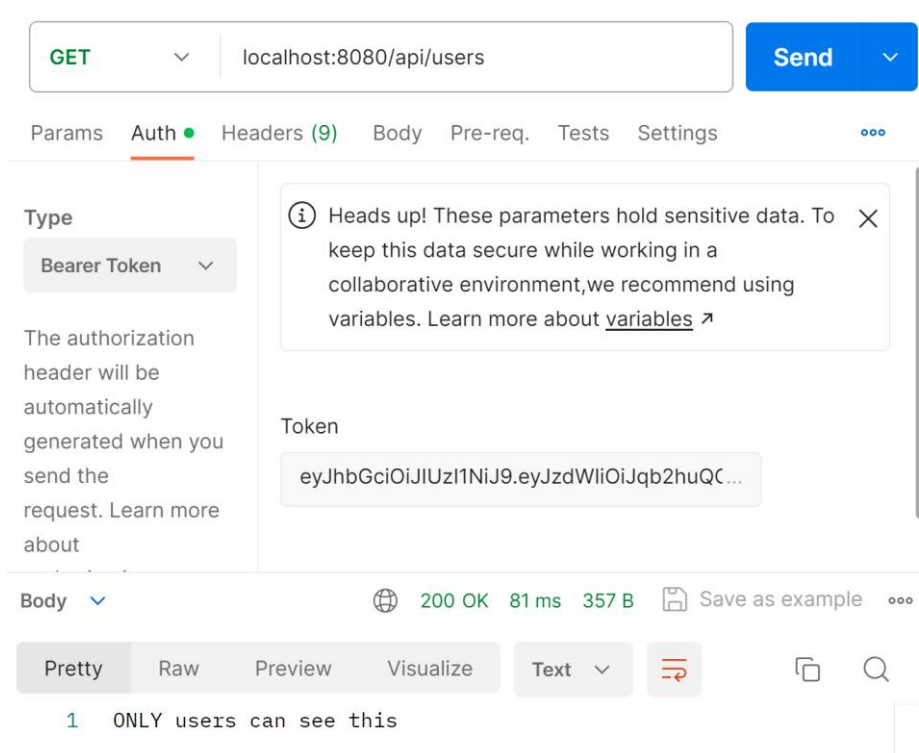 GET localhost:8080/api/users Send
Params Auth Headers (9) Body Pre-req. Tests Settings
Type
Bearer Token
The authorization
header will be
automatically
generated when you
send the
request. Learn more
about
Heads up! These parameters hold sensitive data. To
keep this data secure while working in a
collaborative environment,we recommend using
variables. Learn more about variables ↗
Token
eyJhbGciOiJIUzI1NiJ9.eyJzdWIiOiJqb2huQ(...
Body 200 OK 81 ms 357 B Save as example
Pretty Raw Preview Visualize Text
1 ONLY users can see this